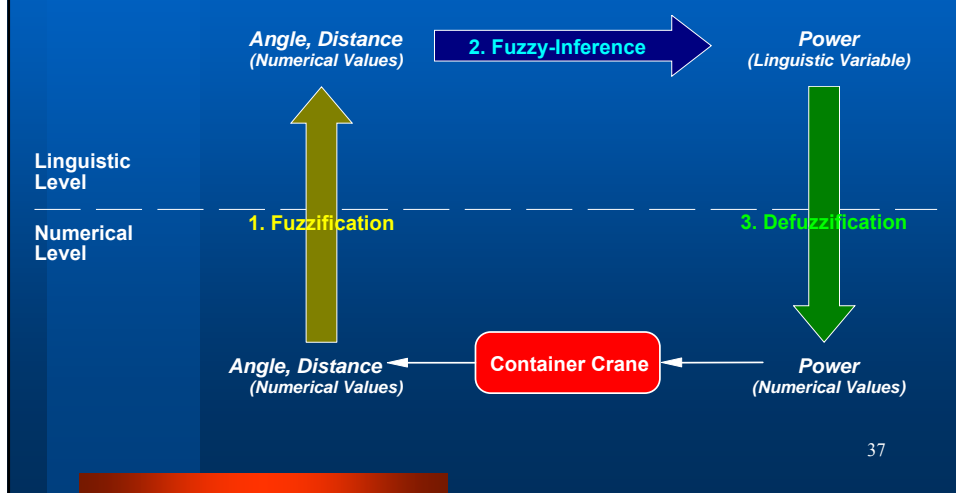 Angle, Distance
(Numerical Values)
2. Fuzzy-Inference
Power
(Linguistic Variable)
Linguistic
Level
1. Fuzzification
3. Defuzzification
Numerical
Level
Angle, Distance
(Numerical Values)
Container Crane
Power
(Numerical Values)
37